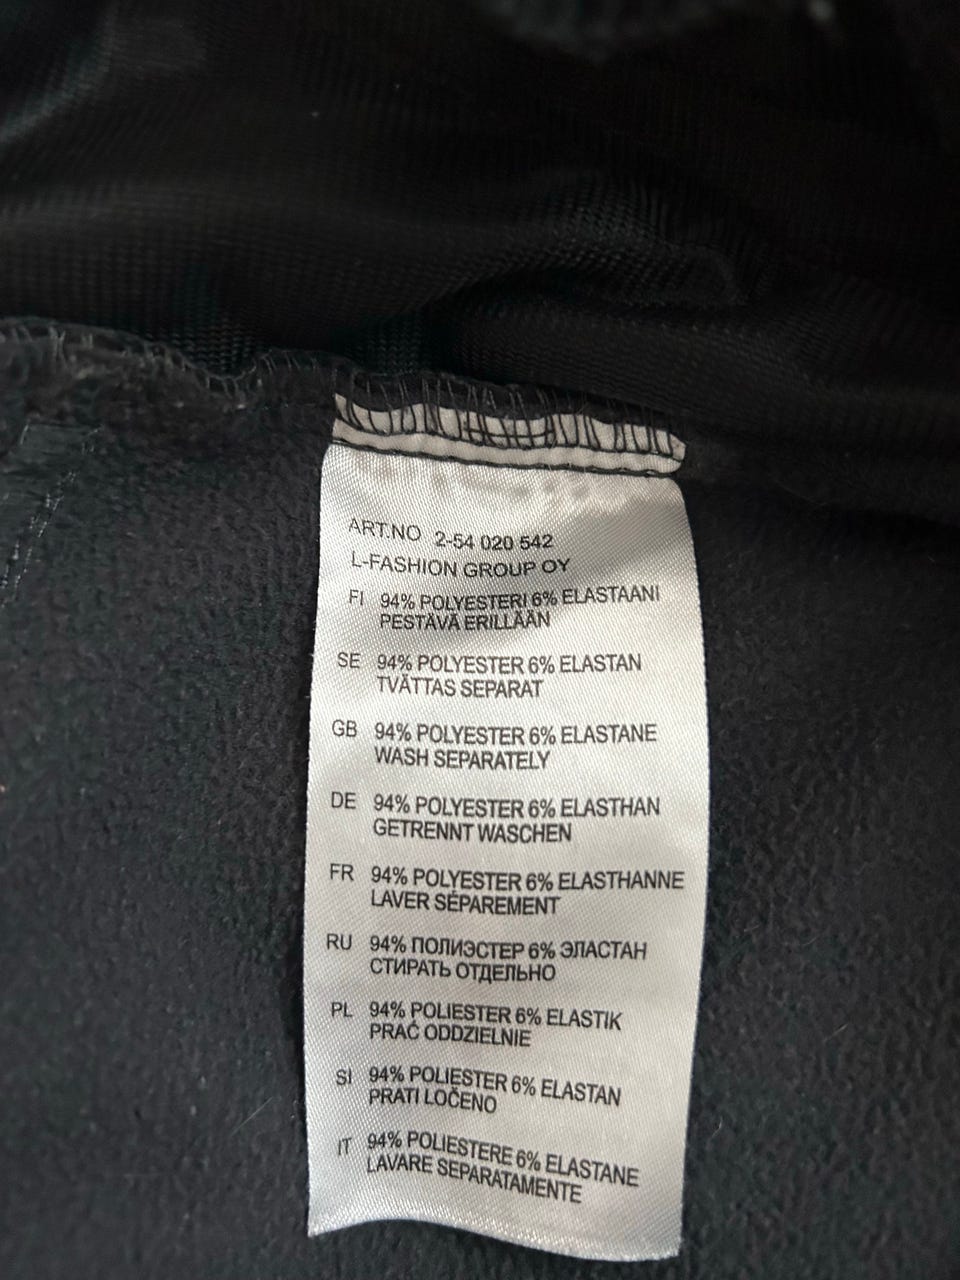 ART.NO 2-54 020 542
L-FASHION GROUP OY
FI 94% POLYESTERI 6% ELASTAANI
PESTÄVÄ ERILLÄÄN
SE 94% POLYESTER 6% ELASTAN
TVÄTTAS SEPARAT
GB 94% POLYESTER 6% ELASTANE
WASH SEPARATELY
DE 94% POLYESTER 6% ELASTHAN
GETRENNT WASCHEN
FR 94% POLYESTER 6% ELASTHANNE
LAVER SÉPAREMENT
RU 94% ПОЛИЭСТЕР 6% ЭЛАСТАН
СТИРАТЬ ОТДЕЛЬНО
PL 94% POLIESTER 6% ELASTIK
PRAĆ ODDZIELNIE
SI 94% POLIESTER 6% ELASTAN
PRATI LOČENO
IT 94% POLIESTERE 6% ELASTANE
LAVARE SEPARATAMENTE